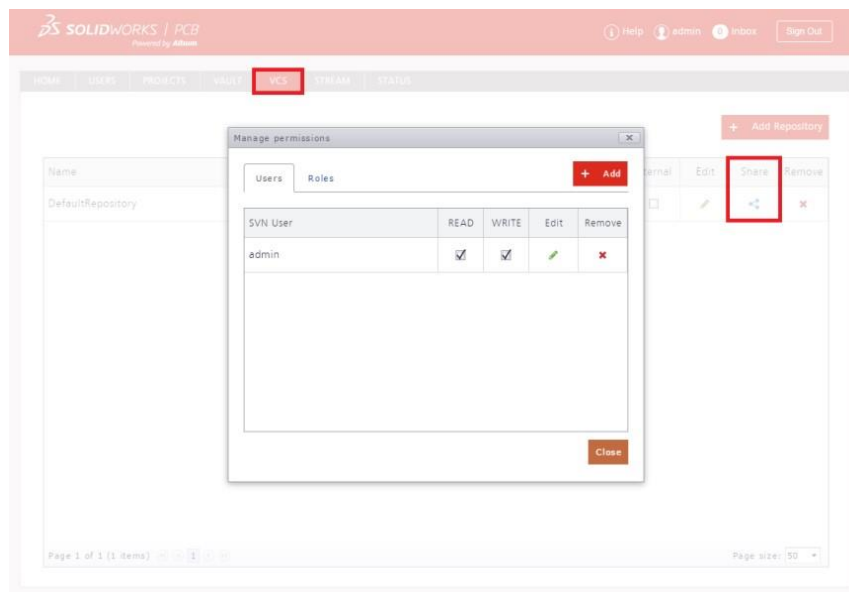 SOLIDWORKS | PCB
Powered by Altium
Help admin 0 Inbox Sign Out
HOME USERS PROJECTS VAULT VCS STREAM STATUS
+ Add Repository
Manage permissions
Name
Edit Share Remove
Users Roles
+ Add
DefaultRepository
SVN User READ WRITE Edit Remove
admin
Close
Page 1 of 1 (1 items) 1
Page size: 50